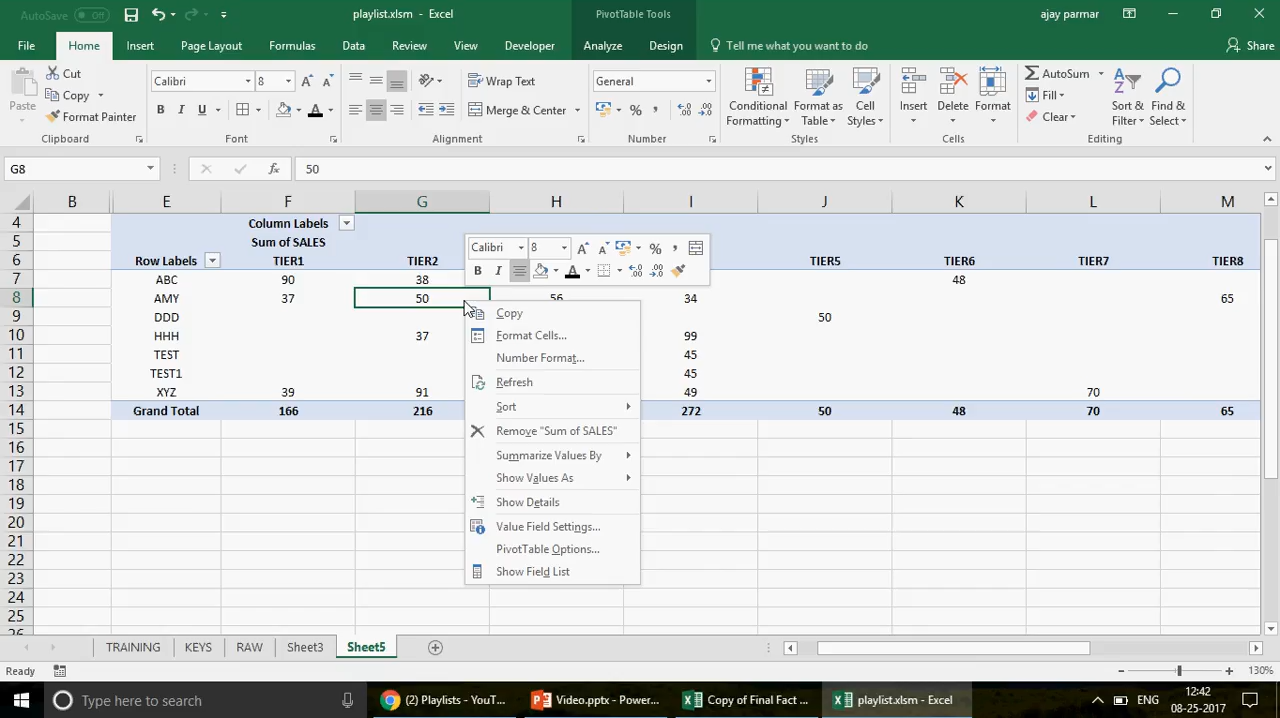 AutoSave Off
playlist.xlsm - Excel
PivotTable Tools
ajay parmar
File Home Insert Page Layout Formulas Data Review View Developer Analyze Design Tell me what you want to do Share
Paste
Cut
Copy
Format Painter
Clipboard
Calibri 8
B I U A
Font
Wrap Text
Merge & Center
Alignment
General
Number
Conditional Formatting
Format as Table
Cell Styles
Styles
Insert Delete Format
Cells
AutoSum
Fill
Clear
Sort & Filter
Find & Select
Editing
G8 fx 50
B E F G H I J K L M
4 Column Labels
5 Sum of SALES
6 Row Labels TIER1 TIER2 TIER5 TIER6 TIER7 TIER8
7 ABC 90 38 48
8 AMY 37 50 56 34 65
9 DDD 50
10 HHH 37 99
11 TEST 45
12 TEST1 45
13 XYZ 39 91 49 70
14 Grand Total 166 216 272 50 48 70 65
15
16
17
18
19
20
21
22
23
24
25
Calibri 8 A A % ,
B I A
Copy
Format Cells...
Number Format...
Refresh
Sort
Remove "Sum of SALES"
Summarize Values By
Show Values As
Show Details
Value Field Settings...
PivotTable Options...
Show Field List
TRAINING KEYS RAW Sheet3 Sheet5
Ready 130%
Type here to search
(2) Playlists - YouT...
Video.pptx - Power...
Copy of Final Fact ...
playlist.xlsm - Excel
ENG
12:42
08-25-2017